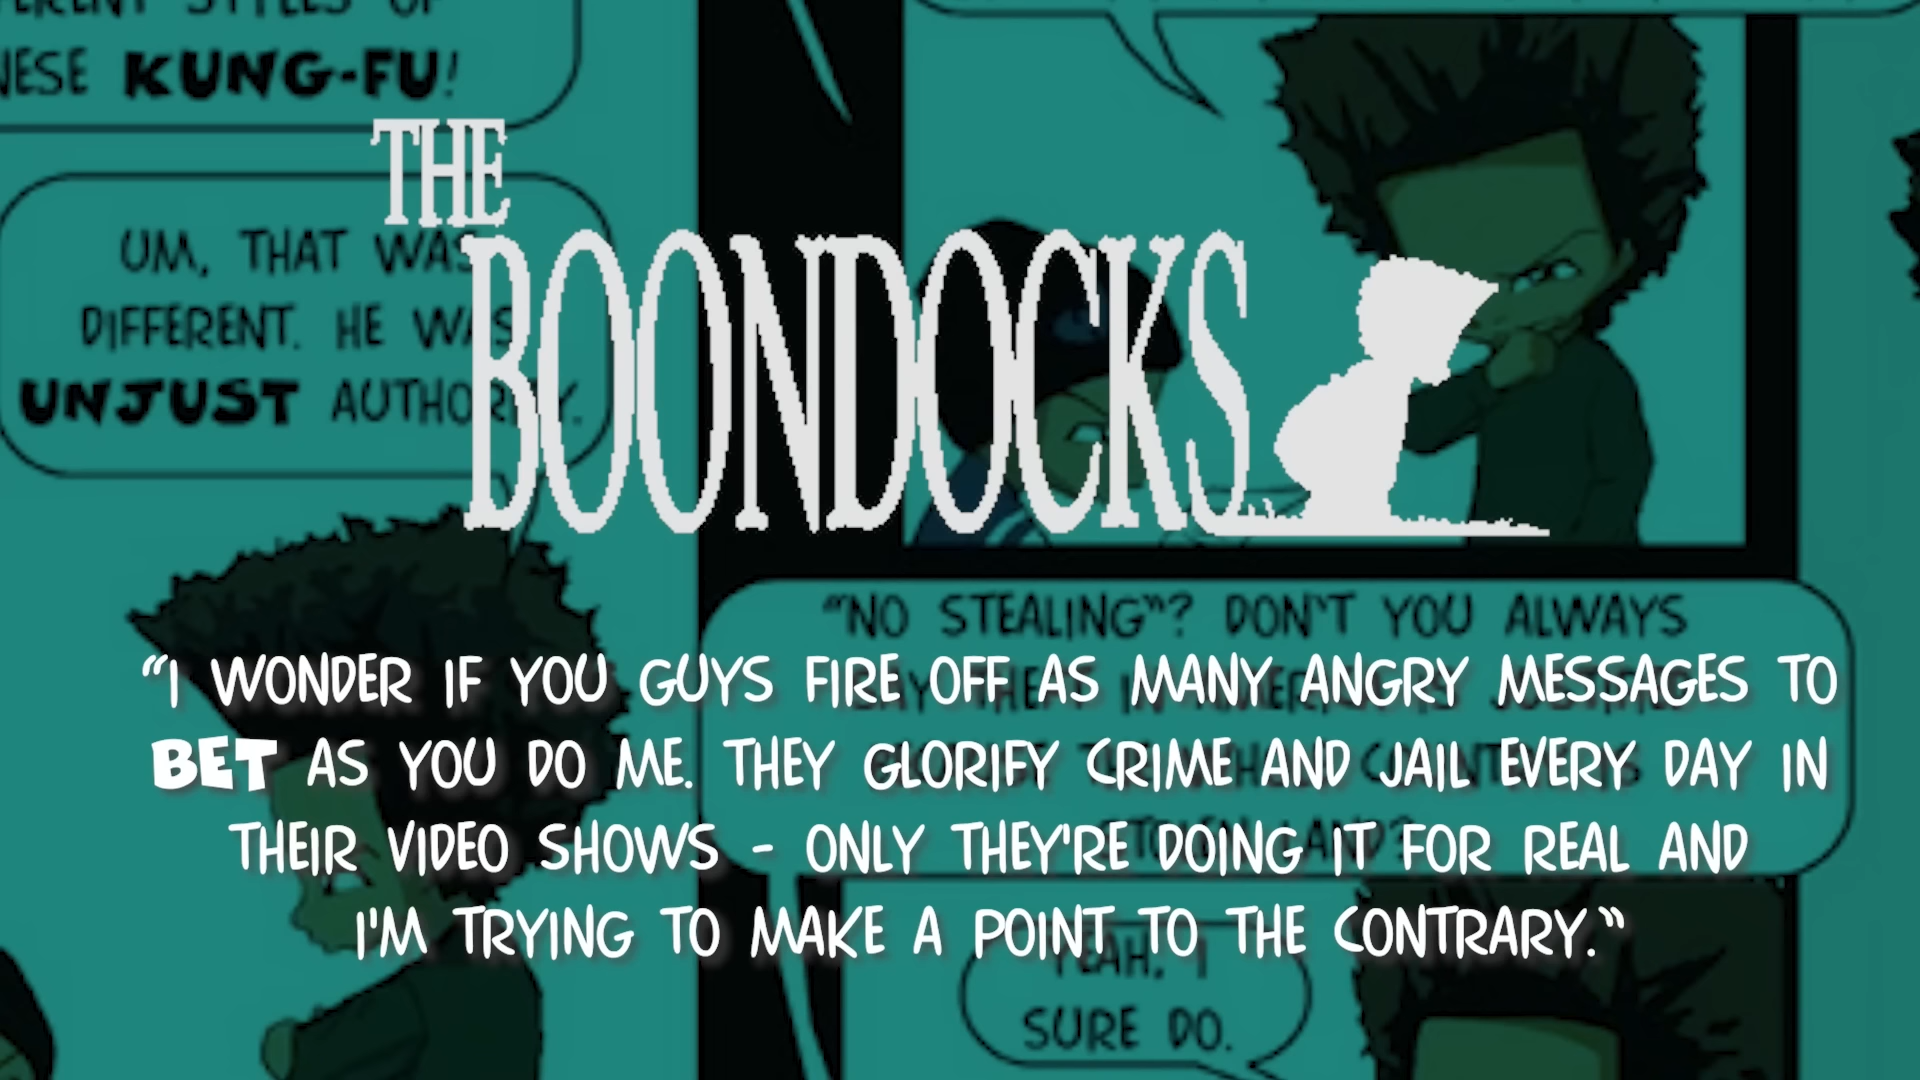 NESE KUNG-FU!
THE
BOONDOCKS
UM, THAT WAS
DIFFERENT. HE WAS
UNJUST
"NO STEALING"? DON'T YOU ALWAYS
“I WONDER IF YOU GUYS FIRE OFF AS MANY ANGRY MESSAGES TO
BET AS YOU DO ME. THEY GLORIFY CRIME AND JAIL EVERY DAY IN
THEIR VIDEO SHOWS - ONLY THEY'RE DOING IT FOR REAL AND
I'M TRYING TO MAKE A POINT TO THE CONTRARY.”
YEAH, I
SURE DO.